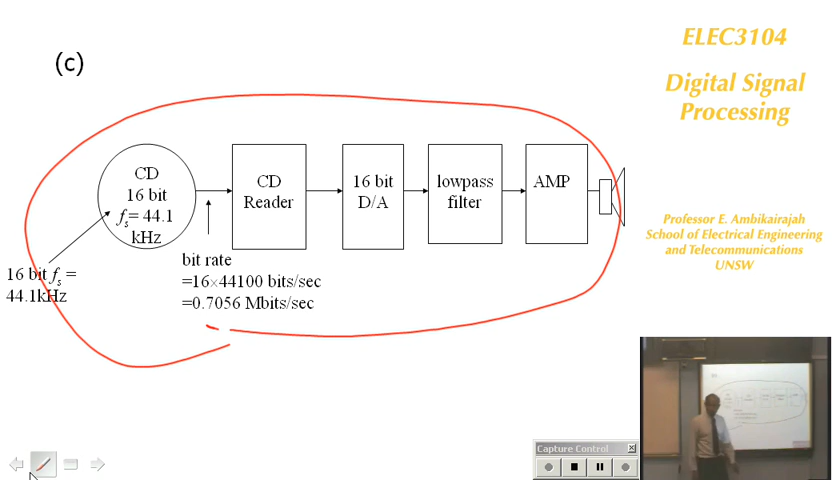 (c)
CD
16 bit
fs= 44.1
kHz
CD
Reader
16 bit
D/A
lowpass
filter
AMP
16 bit fs =
44.1kHz
bit rate
=16×44100 bits/sec
=0.7056 Mbits/sec
ELEC3104
Digital Signal
Processing
Professor E. Ambikairajah
School of Electrical Engineering
and Telecommunications
UNSW
Capture Control